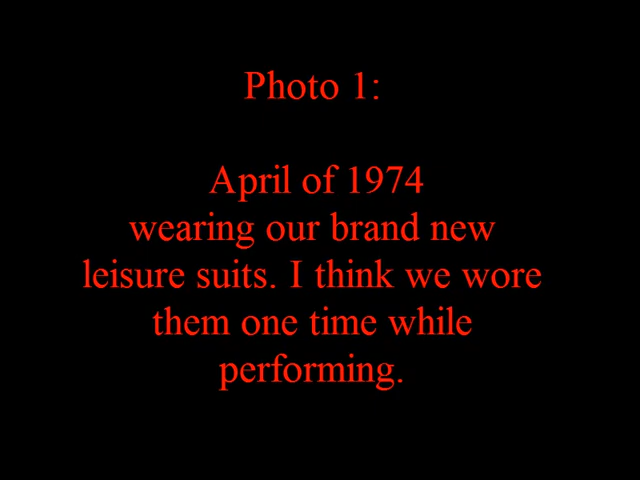 Photo 1:
April of 1974
wearing our brand new
leisure suits. I think we wore
them one time while
performing.